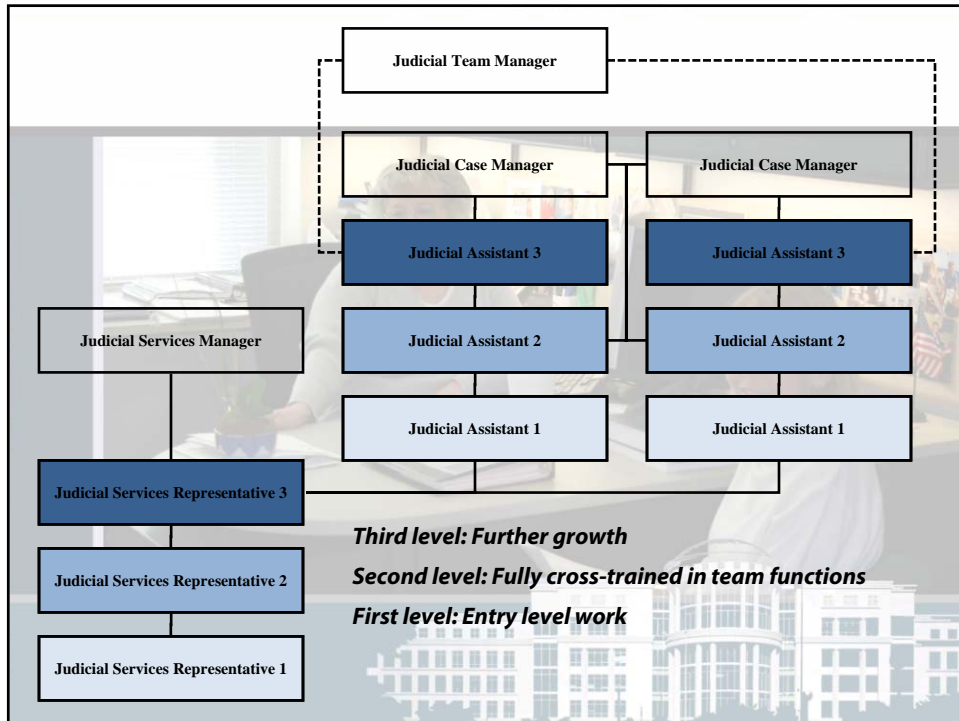 Judicial Team Manager
Judicial Case Manager
Judicial Case Manager
Judicial Assistant 3
Judicial Assistant 3
Judicial Services Manager
Judicial Assistant 2
Judicial Assistant 2
Judicial Assistant 1
Judicial Assistant 1
Judicial Services Representative 3
Third level: Further growth
Judicial Services Representative 2
Second level: Fully cross-trained in team functions
First level: Entry level work
Judicial Services Representative 1